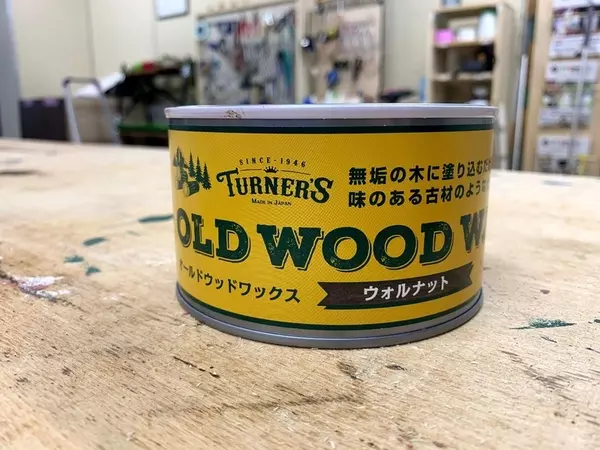 SINCE-1946
TURNER'S
MADE IN JAPAN
無垢の木に塗り込むだ
味のある古材のように
OLD WOOD W
オールドウッドワックス
ウォルナット